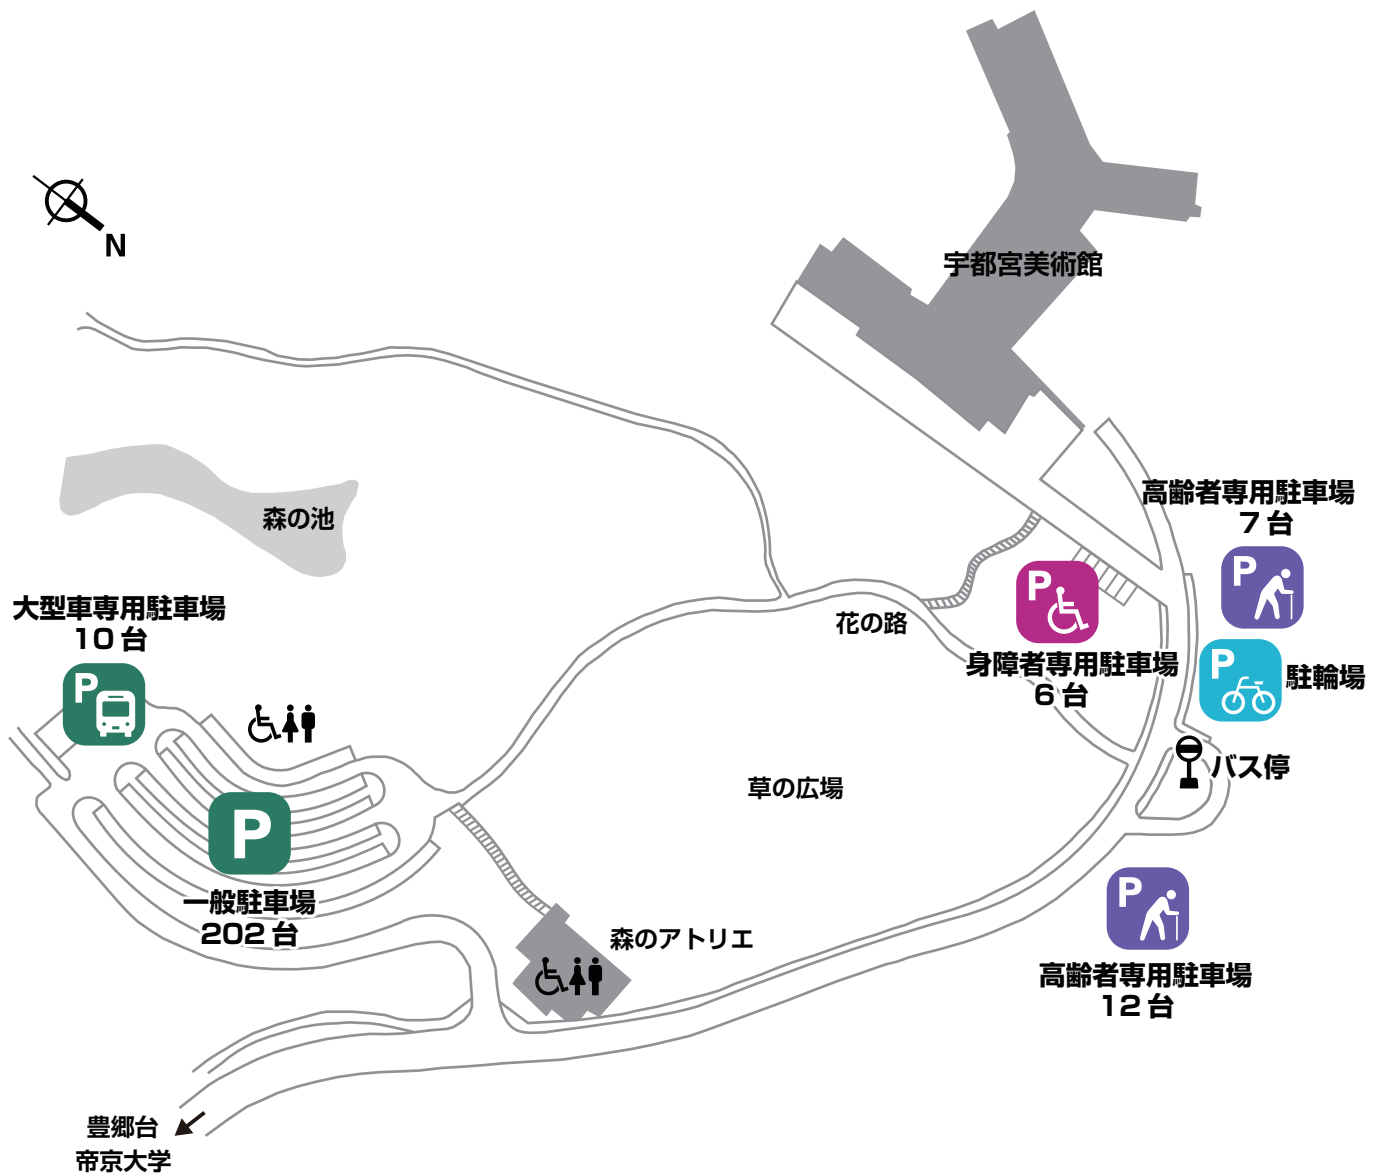 N
宇都宮美術館
高齢者専用駐車場
7台
P
森の池
大型車専用駐車場
10台
P
P
花の路
身障者専用駐車場
6台
P
駐輪場
バス停
草の広場
P
一般駐車場
202台
森のアトリエ
P
高齢者専用駐車場
12台
豊郷台
帝京大学